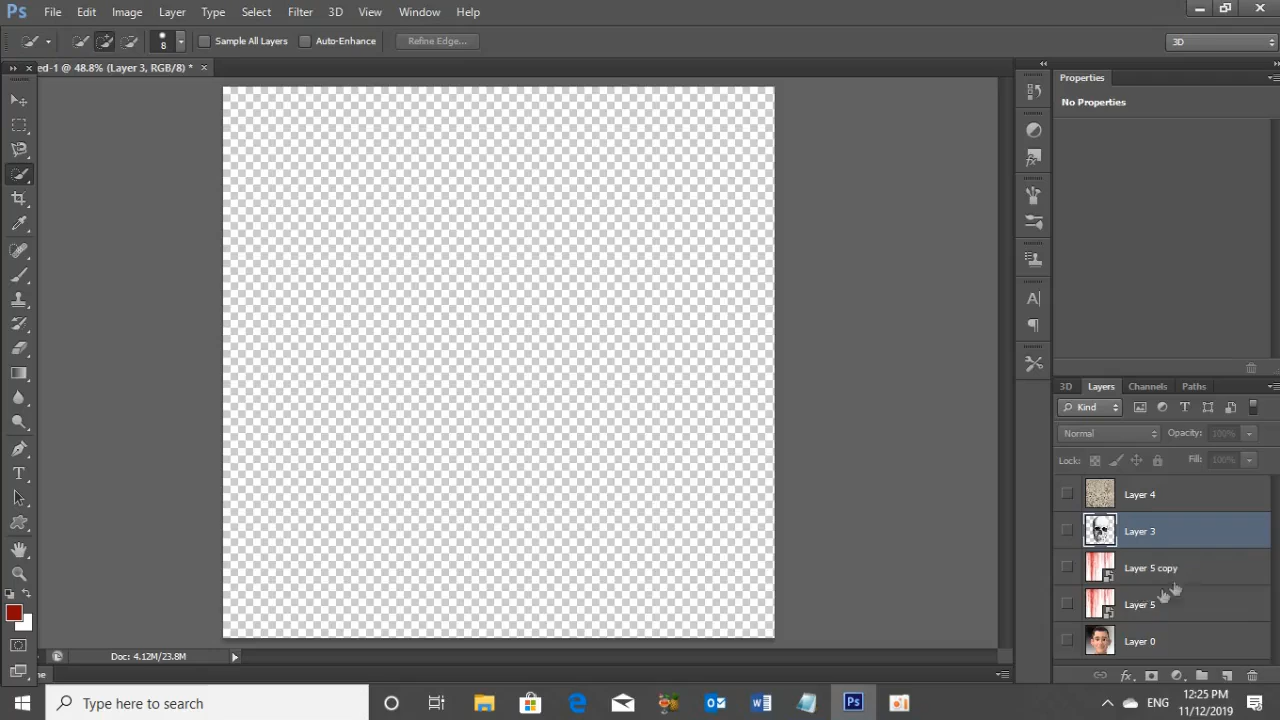 Ps File Edit Image Layer Type Select Filter 3D View Window Help
8 Sample All Layers Auto-Enhance Refine Edge... 3D
ed-1 @ 48.8% (Layer 3, RGB/8) * ×
Properties
No Properties
3D Layers Channels Paths
Kind
Normal Opacity: 100%
Lock: Fill: 100%
Layer 4
Layer 3
Layer 5 copy
Layer 5
Layer 0
Doc: 4.12M/23.8M
Type here to search
ENG
12:25 PM
11/12/2019